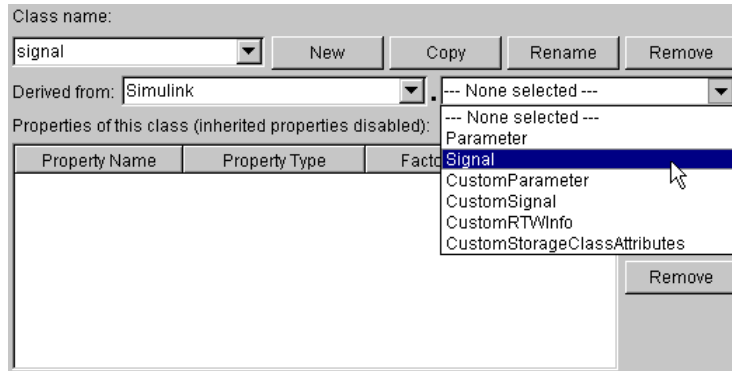 Class name:
signal New Copy Rename Remove
Derived from: Simulink . --- None selected ---
--- None selected ---
Properties of this class (inherited properties disabled):
Parameter
Property Name Property Type Facto
Signal
CustomParameter
CustomSignal
CustomRTWInfo
CustomStorageClassAttributes
Remove